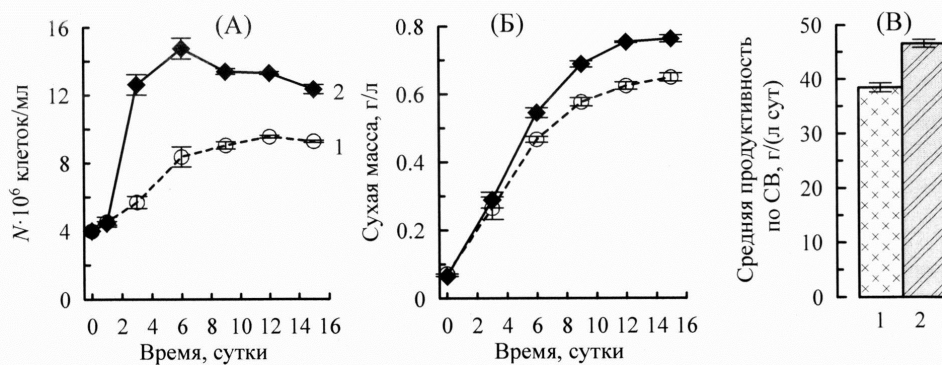 (А)
N·10⁶ клеток/мл
16
12
8
4
0
2
1
0 2 4 6 8 10 12 14 16
Время, сутки
(Б)
Сухая масса, г/л
0.8
0.6
0.4
0.2
0
0 2 4 6 8 10 12 14 16
Время, сутки
(В)
Средняя продуктивность
по СВ, г/(л сут)
50
40
30
20
10
0
1 2